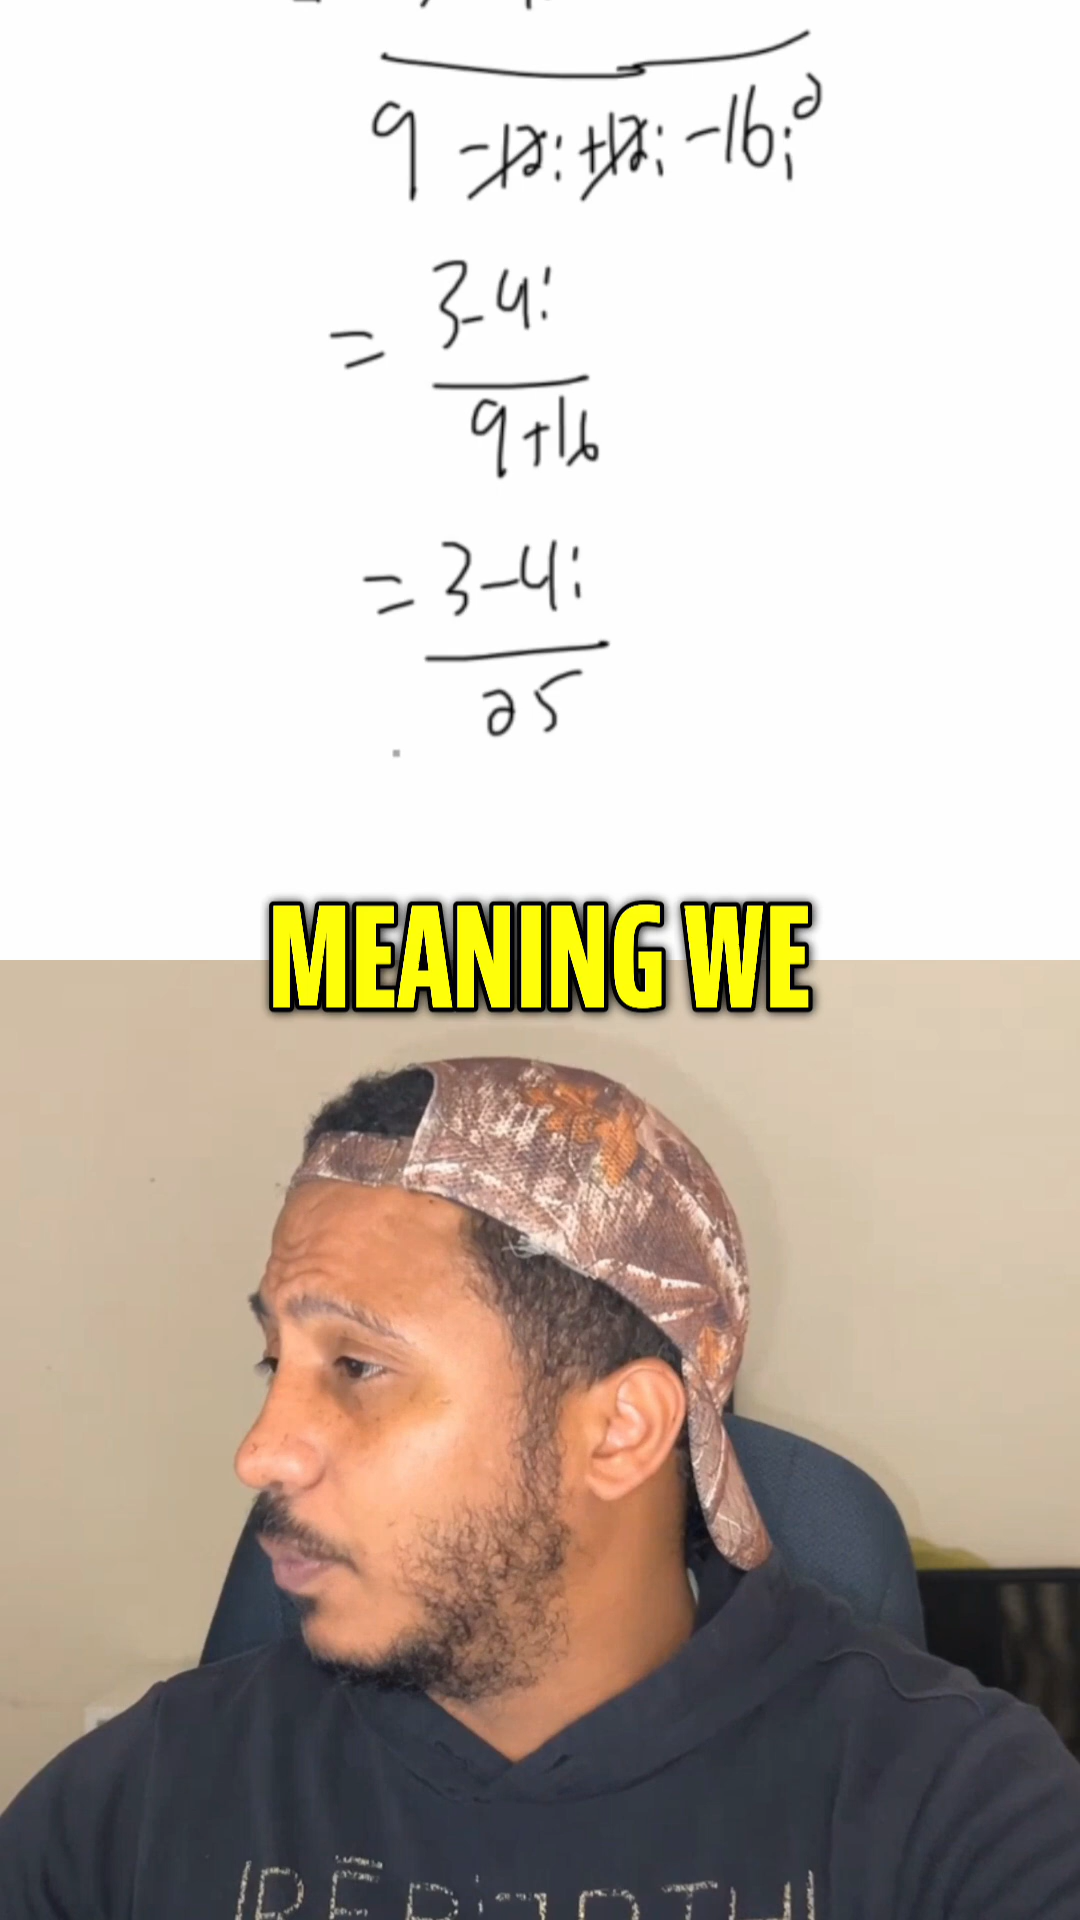 9 -12i +12i -16i²
= 3-4i
9+16
= 3-4i
25
MEANING WE